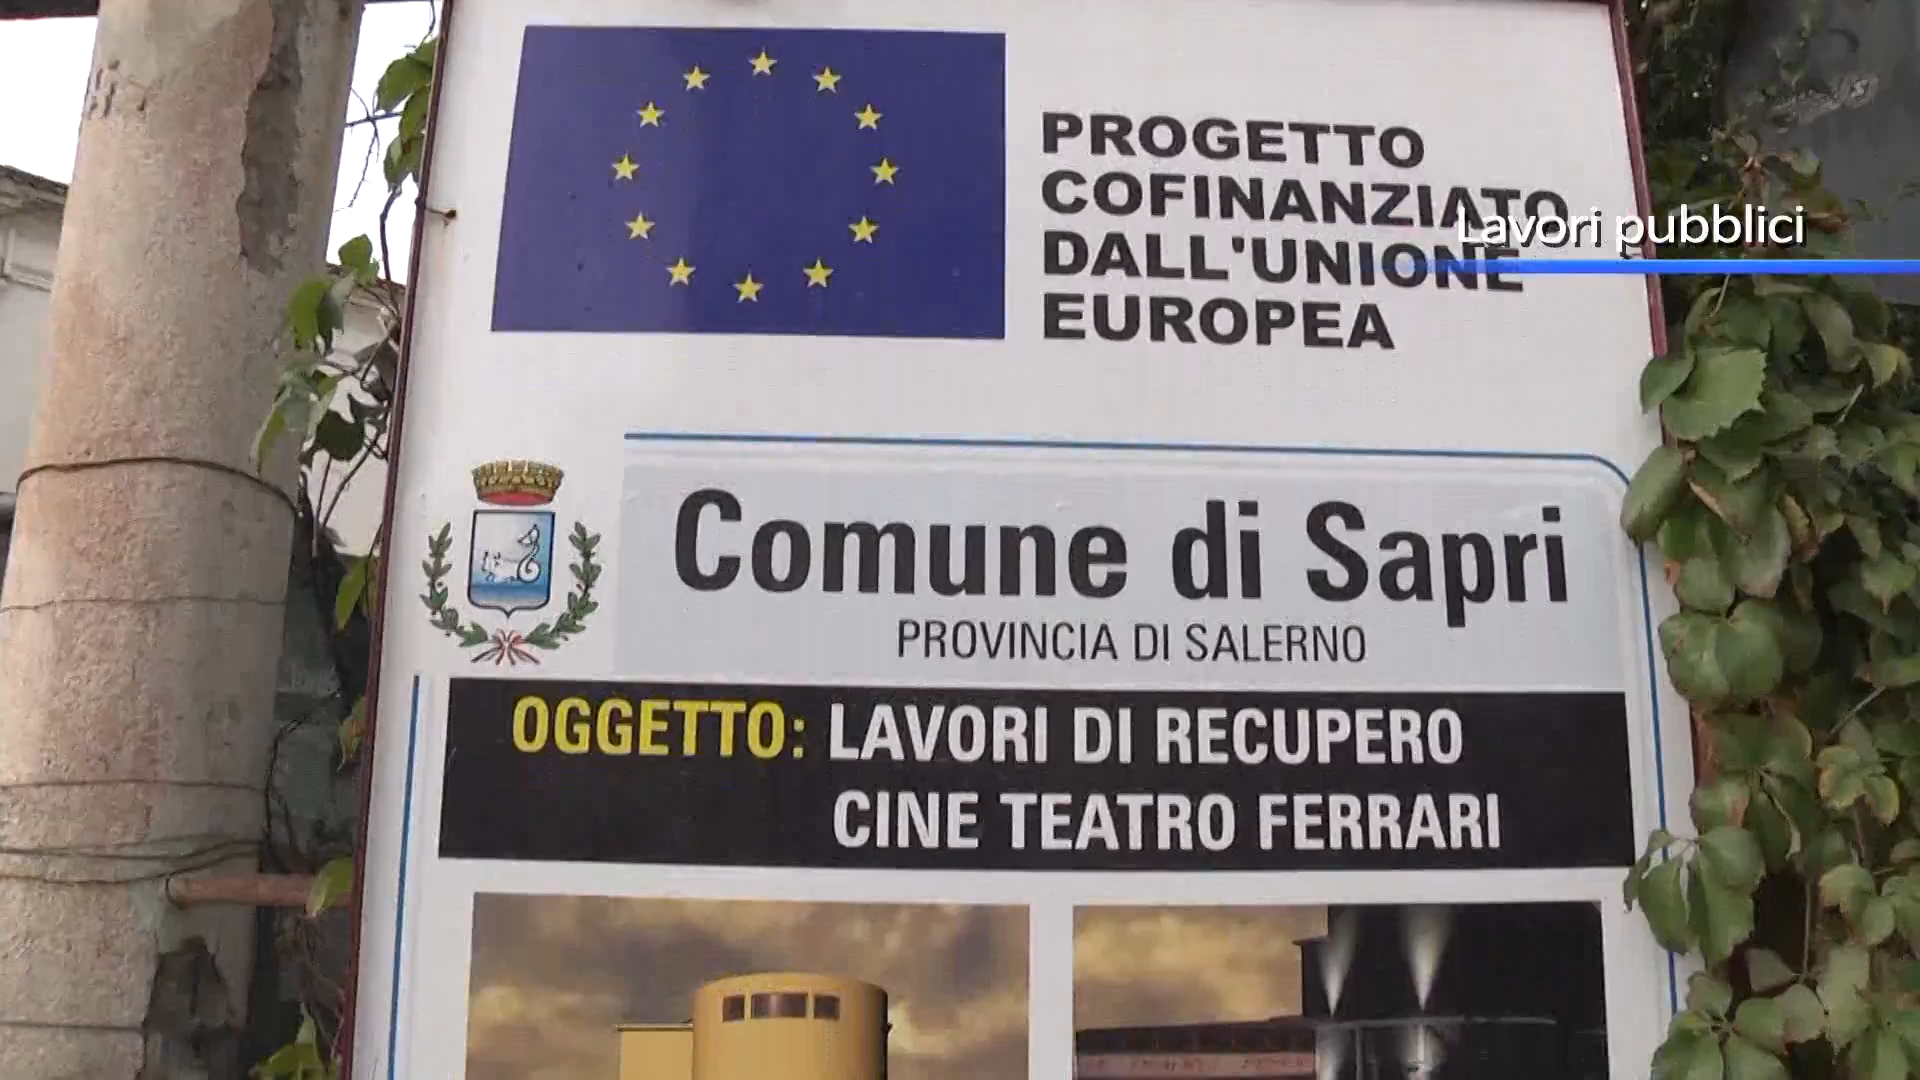 PROGETTO
COFINANZIATO
DALL'UNIONE
EUROPEA
Lavori pubblici
Comune di Sapri
PROVINCIA DI SALERNO
OGGETTO: LAVORI DI RECUPERO
CINE TEATRO FERRARI